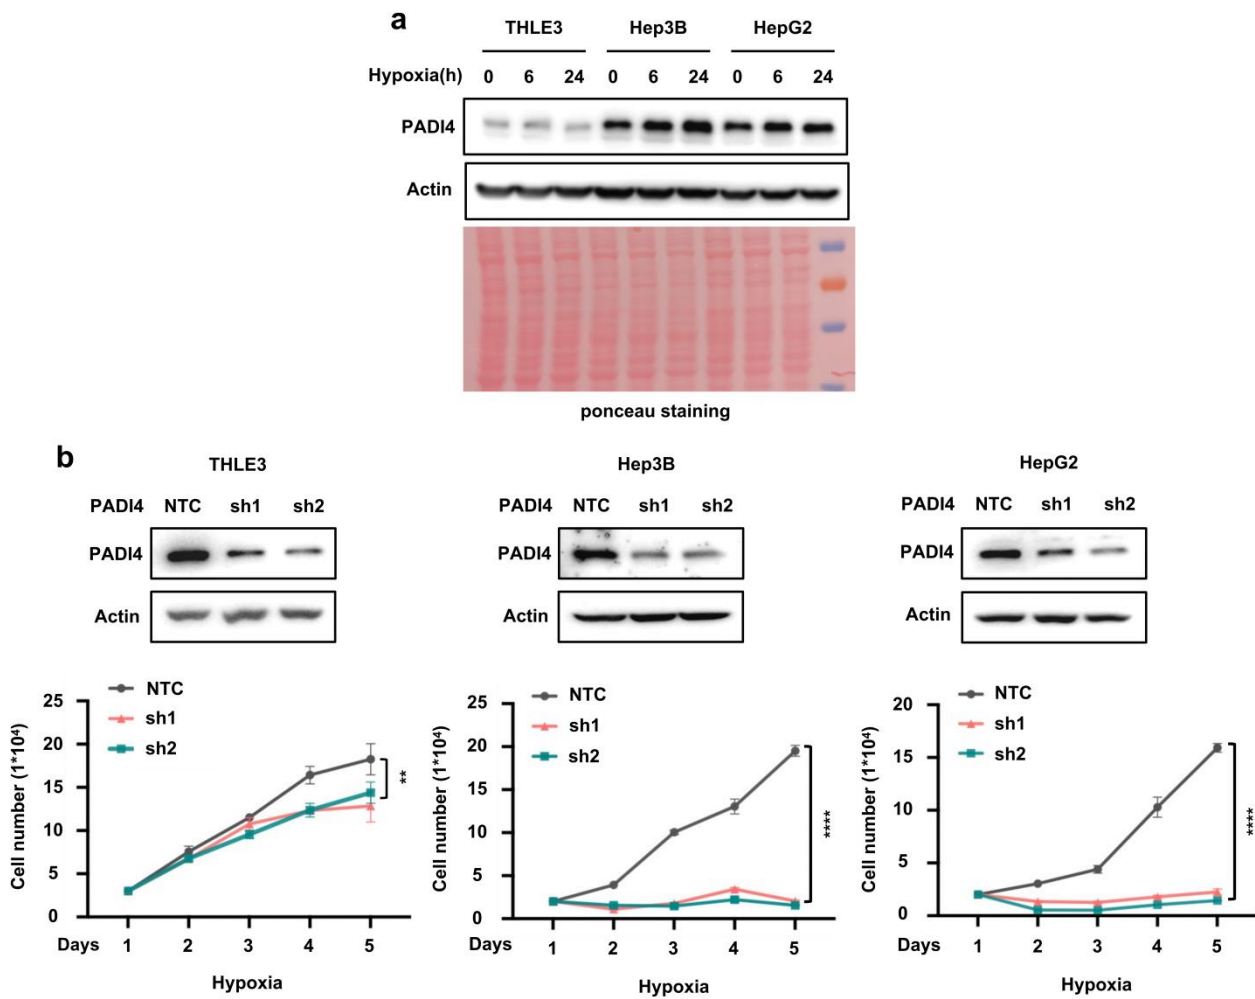 a
THLE3 Hep3B HepG2
Hypoxia(h) 0 6 24 0 6 24 0 6 24
PADI4
Actin
ponceau staining
b
THLE3
PADI4 NTC sh1 sh2
PADI4
Actin
NTC
sh1
sh2
Cell number (1*10⁴)
25
20
15
10
5
0
**
Days 1 2 3 4 5
Hypoxia
Hep3B
PADI4 NTC sh1 sh2
PADI4
Actin
NTC
sh1
sh2
Cell number (1*10⁴)
25
20
15
10
5
0
****
Days 1 2 3 4 5
Hypoxia
HepG2
PADI4 NTC sh1 sh2
PADI4
Actin
NTC
sh1
sh2
Cell number (1*10⁴)
20
15
10
5
0
****
Days 1 2 3 4 5
Hypoxia